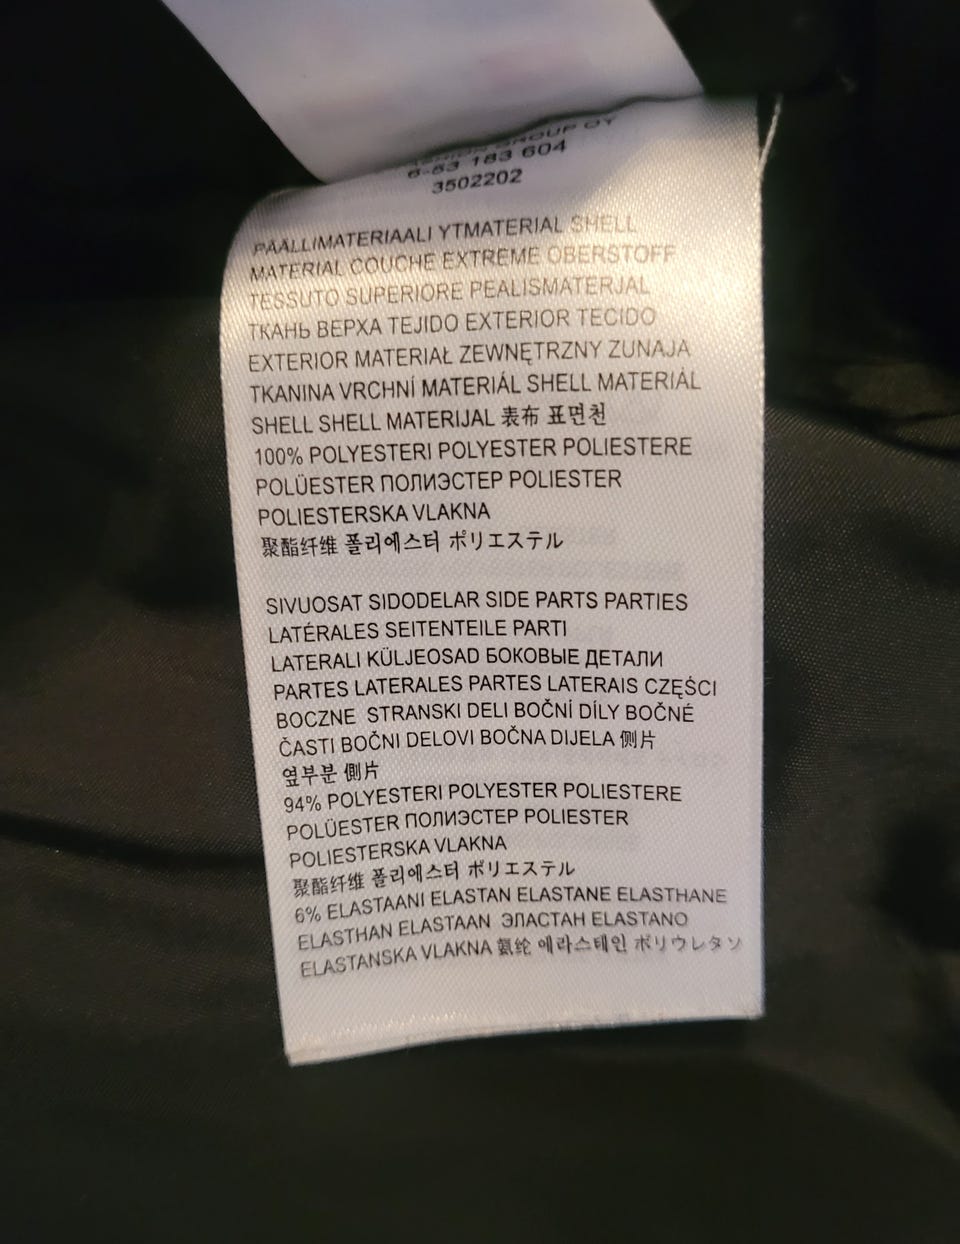 FASHION GROUP OY
6-53 183 604
3502202
PÄÄLLIMATERIAALI YTMATERIAL SHELL
MATERIAL COUCHE EXTREME OBERSTOFF
TESSUTO SUPERIORE PEALISMATERJAL
ТКАНЬ ВЕРХА TEJIDO EXTERIOR TECIDO
EXTERIOR MATERIAŁ ZEWNĘTRZNY ZUNAJA
TKANINA VRCHNÍ MATERIÁL SHELL MATERIÁL
SHELL SHELL MATERIJAL 表布 표면천
100% POLYESTERI POLYESTER POLIESTERE
POLÜESTER ПОЛИЭСТЕР POLIESTER
POLIESTERSKA VLAKNA
聚酯纤维 폴리에스터 ポリエステル
SIVUOSAT SIDODELAR SIDE PARTS PARTIES
LATÉRALES SEITENTEILE PARTI
LATERALI KÜLJEOSAD БОКОВЫЕ ДЕТАЛИ
PARTES LATERALES PARTES LATERAIS CZĘŚCI
BOCZNE STRANSKI DELI BOČNÍ DÍLY BOČNÉ
ČASTI BOČNI DELOVI BOČNA DIJELA 侧片
옆부분 側片
94% POLYESTERI POLYESTER POLIESTERE
POLÜESTER ПОЛИЭСТЕР POLIESTER
POLIESTERSKA VLAKNA
聚酯纤维 폴리에스터 ポリエステル
6% ELASTAANI ELASTAN ELASTANE ELASTHANE
ELASTHAN ELASTAAN ЭЛАСТАН ELASTANO
ELASTANSKA VLAKNA 氨纶 에라스테인 ポリウレタン